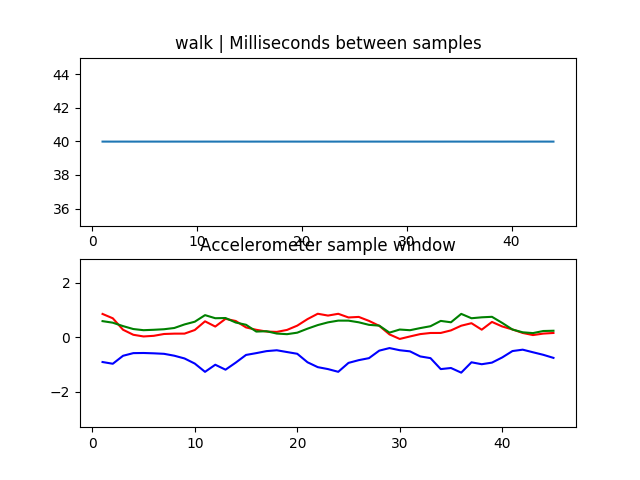 walk | Milliseconds between samples
44
42
40
38
36
0 10 20 30 40
Accelerometer sample window
2
0
−2
0 10 20 30 40